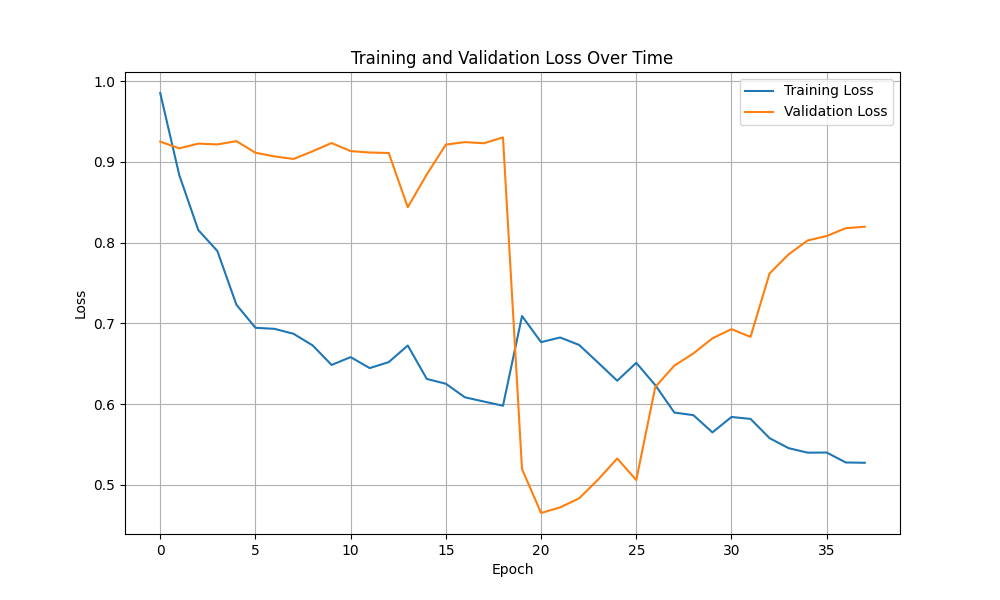 Training and Validation Loss Over Time
Training Loss
Validation Loss
1.0
0.9
0.8
0.7
0.6
0.5
Loss
0 5 10 15 20 25 30 35
Epoch